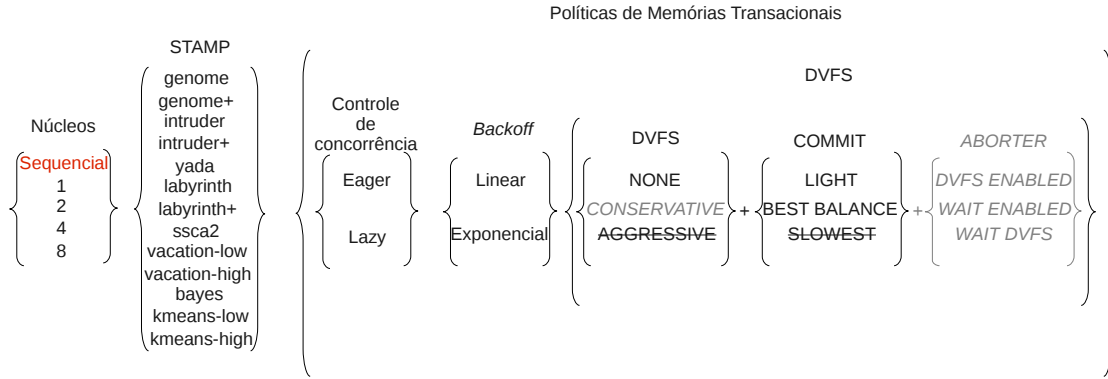 Políticas de Memórias Transacionais
STAMP
genome
genome+
intruder
intruder+
yada
labyrinth
labyrinth+
ssca2
vacation-low
vacation-high
bayes
kmeans-low
kmeans-high
Núcleos
Sequencial
1
2
4
8
DVFS
Controle
de
concorrência
Eager
Lazy
Backoff
Linear
Exponencial
DVFS
NONE
CONSERVATIVE
AGGRESSIVE
+
COMMIT
LIGHT
BEST BALANCE
SLOWEST
+
ABORTER
DVFS ENABLED
WAIT ENABLED
WAIT DVFS